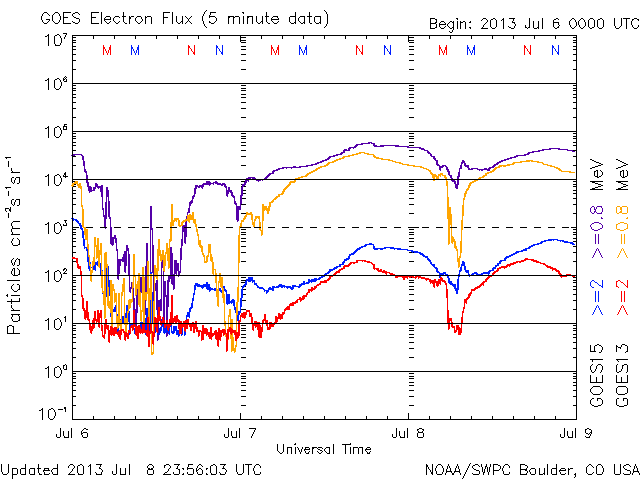 GOES Electron Flux (5 minute data)
Begin: 2013 Jul 6 0000 UTC
M M N N M M N N M M N N
10⁷
10⁶
10⁵
10⁴
10³
10²
10¹
10⁰
10⁻¹
Particles cm⁻²s⁻¹sr⁻¹
Jul 6 Jul 7 Jul 8 Jul 9
Universal Time
GOES15 >=2 >=0.8 MeV
GOES13 >=2 >=0.8 MeV
Updated 2013 Jul 8 23:56:03 UTC
NOAA/SWPC Boulder, CO USA